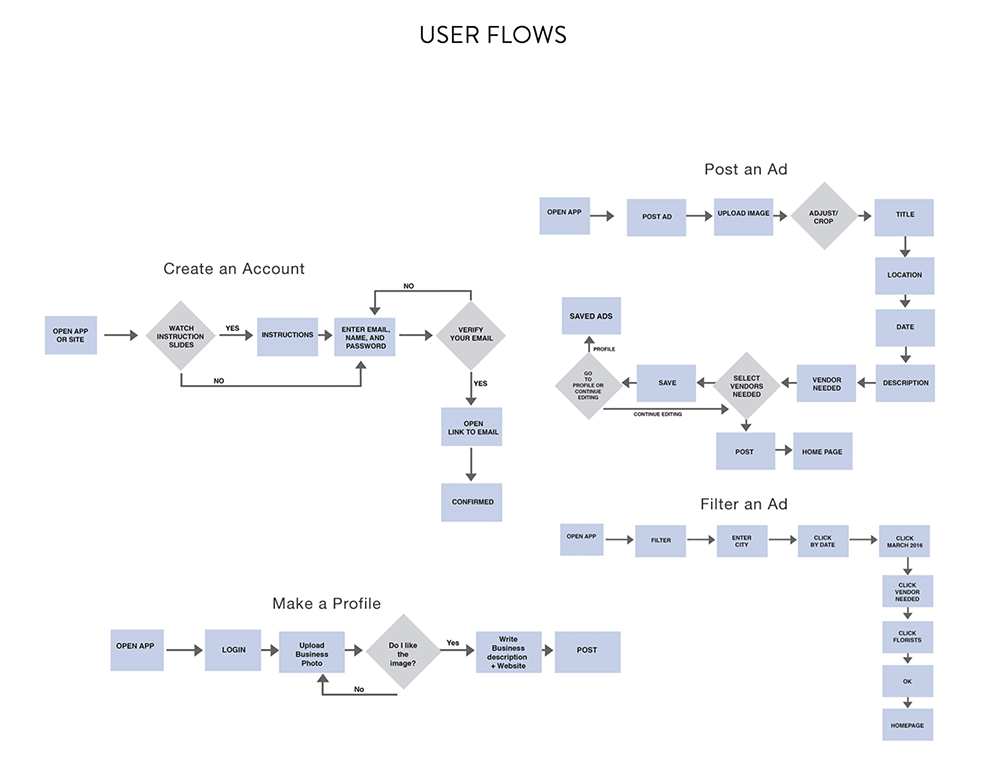 USER FLOWS
Create an Account
OPEN APP
OR SITE
WATCH
INSTRUCTION
SLIDES
YES
NO
INSTRUCTIONS
ENTER EMAIL,
NAME, AND
PASSWORD
NO
VERIFY
YOUR EMAIL
YES
OPEN
LINK TO EMAIL
CONFIRMED
Post an Ad
OPEN APP
POST AD
UPLOAD IMAGE
ADJUST/
CROP
TITLE
LOCATION
DATE
DESCRIPTION
VENDOR
NEEDED
SELECT
VENDORS
NEEDED
SAVE
GO
TO
PROFILE OR
CONTINUE
EDITING
PROFILE
SAVED ADS
CONTINUE EDITING
POST
HOME PAGE
Filter an Ad
OPEN APP
FILTER
ENTER
CITY
CLICK
BY DATE
CLICK
MARCH 2016
CLICK
VENDOR
NEEDED
CLICK
FLORISTS
OK
HOMEPAGE
Make a Profile
OPEN APP
LOGIN
Upload
Business
Photo
Do I like
the
image?
Yes
No
Write
Business
description
+ Website
POST